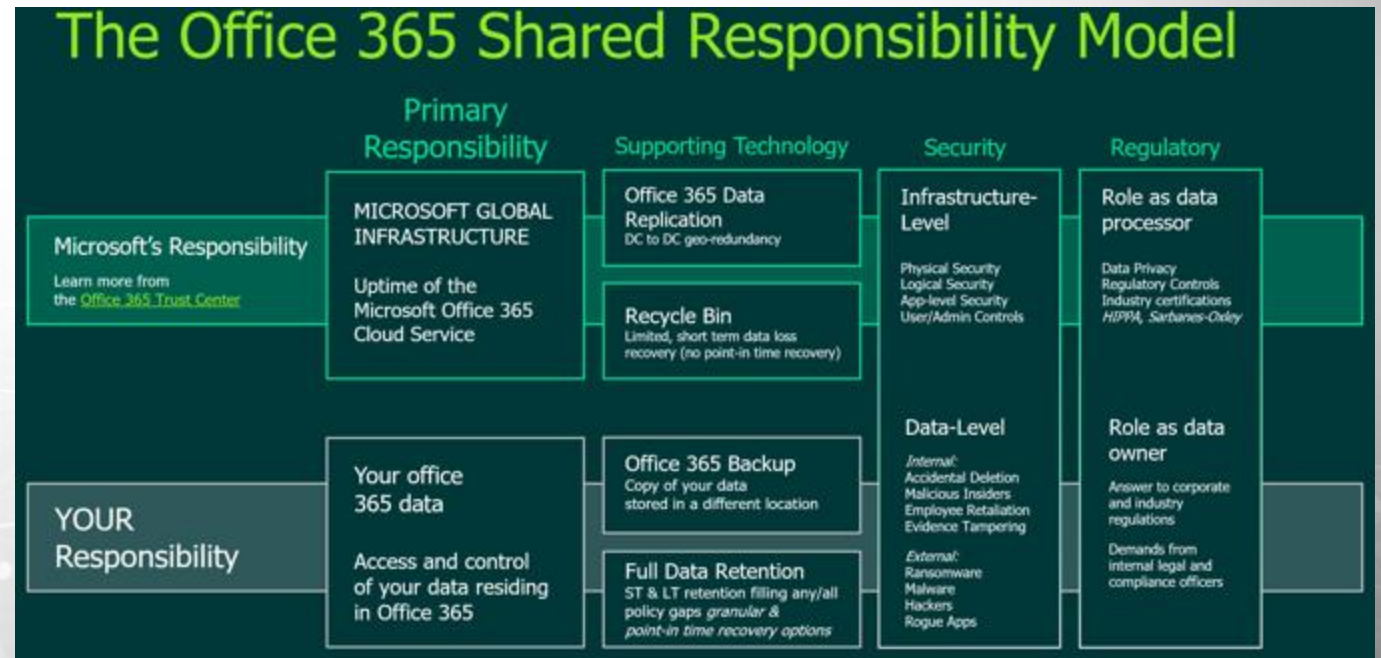 The Office 365 Shared Responsibility Model
Primary
Responsibility
Supporting Technology
Security
Regulatory
Microsoft's Responsibility
Learn more from
the Office 365 Trust Center
MICROSOFT GLOBAL
INFRASTRUCTURE
Uptime of the
Microsoft Office 365
Cloud Service
Office 365 Data
Replication
DC to DC geo-redundancy
Recycle Bin
Limited, short term data loss
recovery (no point-in time recovery)
Infrastructure-
Level
Physical Security
Logical Security
App-level Security
User/Admin Controls
Role as data
processor
Data Privacy
Regulatory Controls
Industry certifications
HIPPA, Sarbanes-Oxley
YOUR
Responsibility
Your office
365 data
Access and control
of your data residing
in Office 365
Office 365 Backup
Copy of your data
stored in a different location
Full Data Retention
ST & LT retention filling any/all
policy gaps granular &
point-in time recovery options
Data-Level
Internal:
Accidental Deletion
Malicious Insiders
Employee Retaliation
Evidence Tampering
External:
Ransomware
Malware
Hackers
Rogue Apps
Role as data
owner
Answer to corporate
and industry
regulations
Demands from
internal legal and
compliance officers